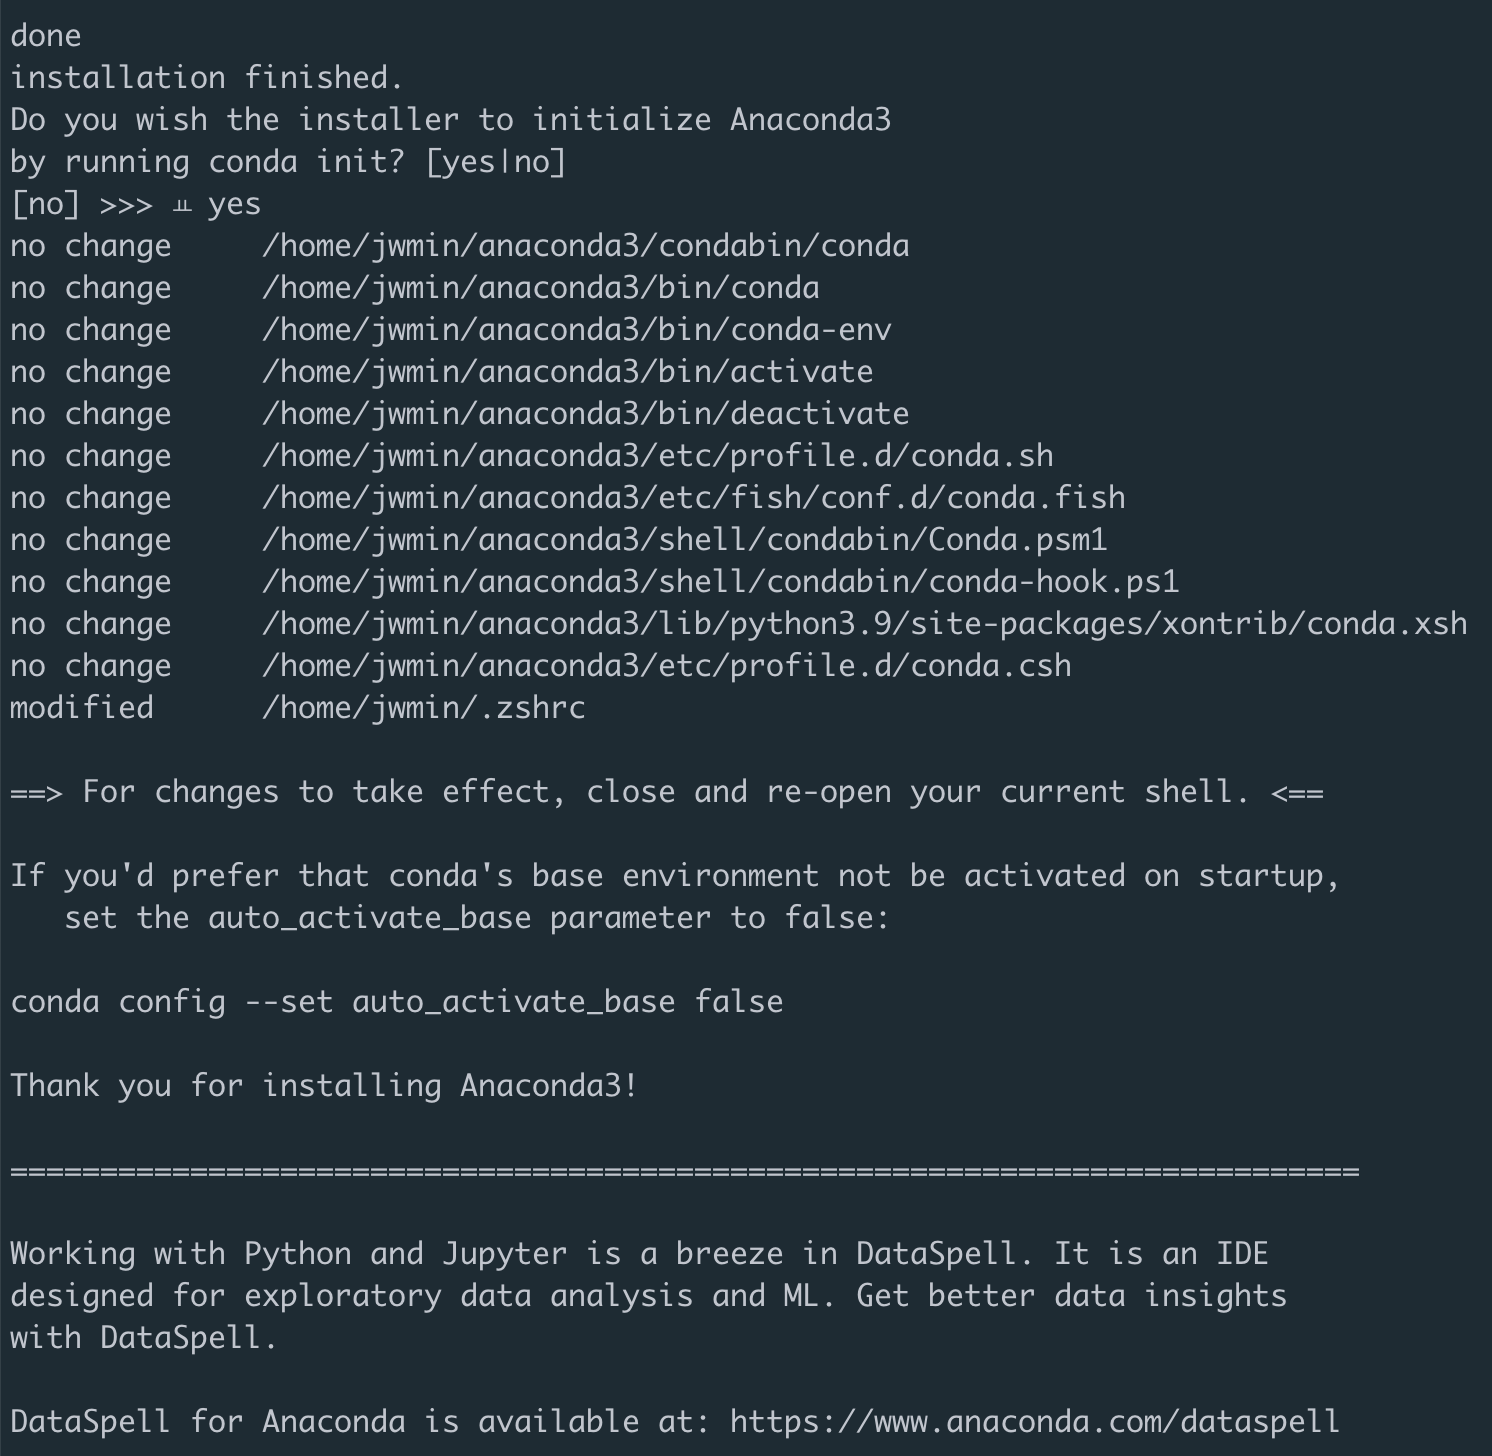 done
installation finished.
Do you wish the installer to initialize Anaconda3
by running conda init? [yes|no]
[no] >>> ㅛ yes
no change     /home/jwmin/anaconda3/condabin/conda
no change     /home/jwmin/anaconda3/bin/conda
no change     /home/jwmin/anaconda3/bin/conda-env
no change     /home/jwmin/anaconda3/bin/activate
no change     /home/jwmin/anaconda3/bin/deactivate
no change     /home/jwmin/anaconda3/etc/profile.d/conda.sh
no change     /home/jwmin/anaconda3/etc/fish/conf.d/conda.fish
no change     /home/jwmin/anaconda3/shell/condabin/Conda.psm1
no change     /home/jwmin/anaconda3/shell/condabin/conda-hook.ps1
no change     /home/jwmin/anaconda3/lib/python3.9/site-packages/xontrib/conda.xsh
no change     /home/jwmin/anaconda3/etc/profile.d/conda.csh
modified      /home/jwmin/.zshrc

==> For changes to take effect, close and re-open your current shell. <==

If you'd prefer that conda's base environment not be activated on startup,
   set the auto_activate_base parameter to false:

conda config --set auto_activate_base false

Thank you for installing Anaconda3!

===========================================================================

Working with Python and Jupyter is a breeze in DataSpell. It is an IDE
designed for exploratory data analysis and ML. Get better data insights
with DataSpell.

DataSpell for Anaconda is available at: https://www.anaconda.com/dataspell